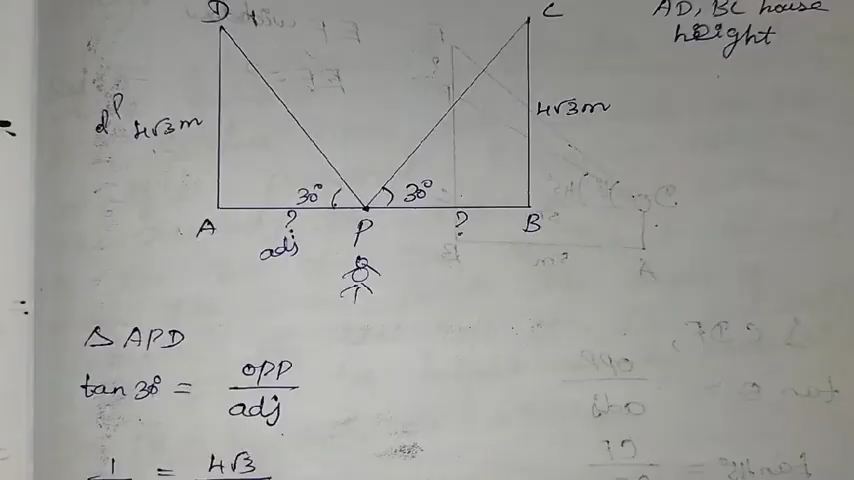 D
C
AD, BC house
height
4√3m
4√3m
30° 30°
A ? P ? B
adj
Δ APD
tan 30° = opp/adj
1 = 4√3